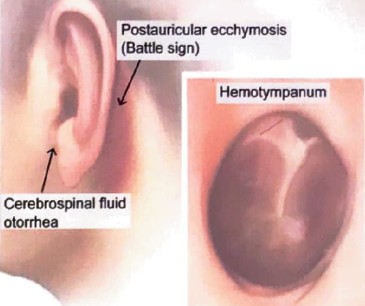 Postauricular ecchymosis
(Battle sign)
Hemotympanum
Cerebrospinal fluid
otorrhea